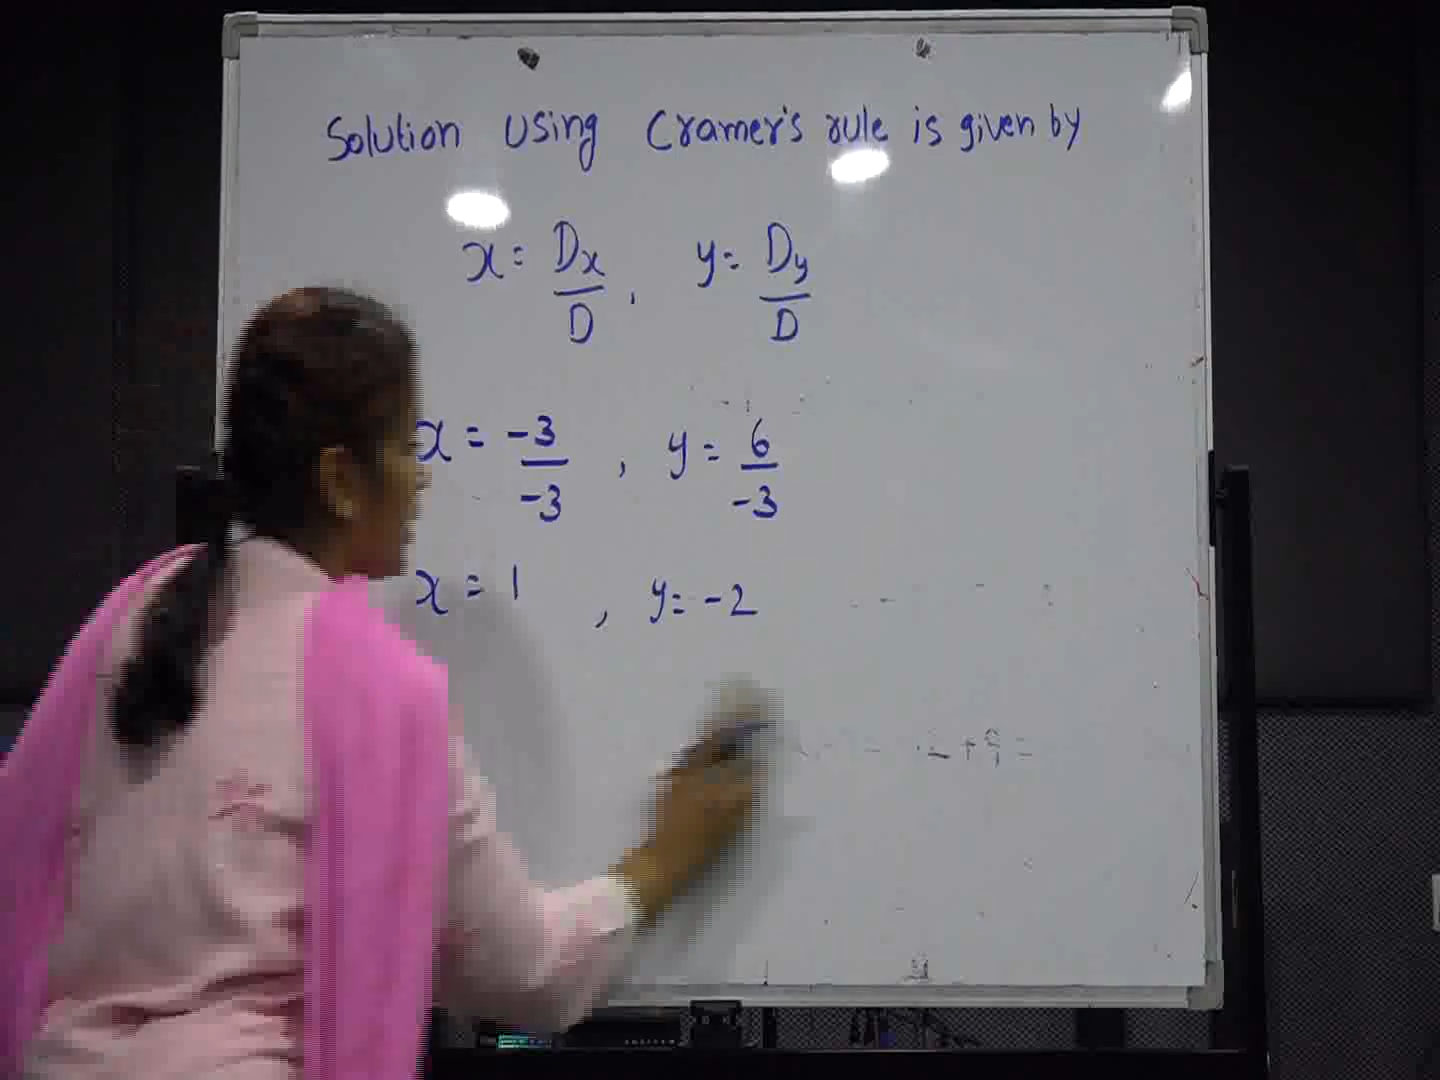 Solution Using Cramer's rule is given by
x = Dx/D , y = Dy/D
x = -3/-3 , y = 6/-3
x = 1 , y = -2